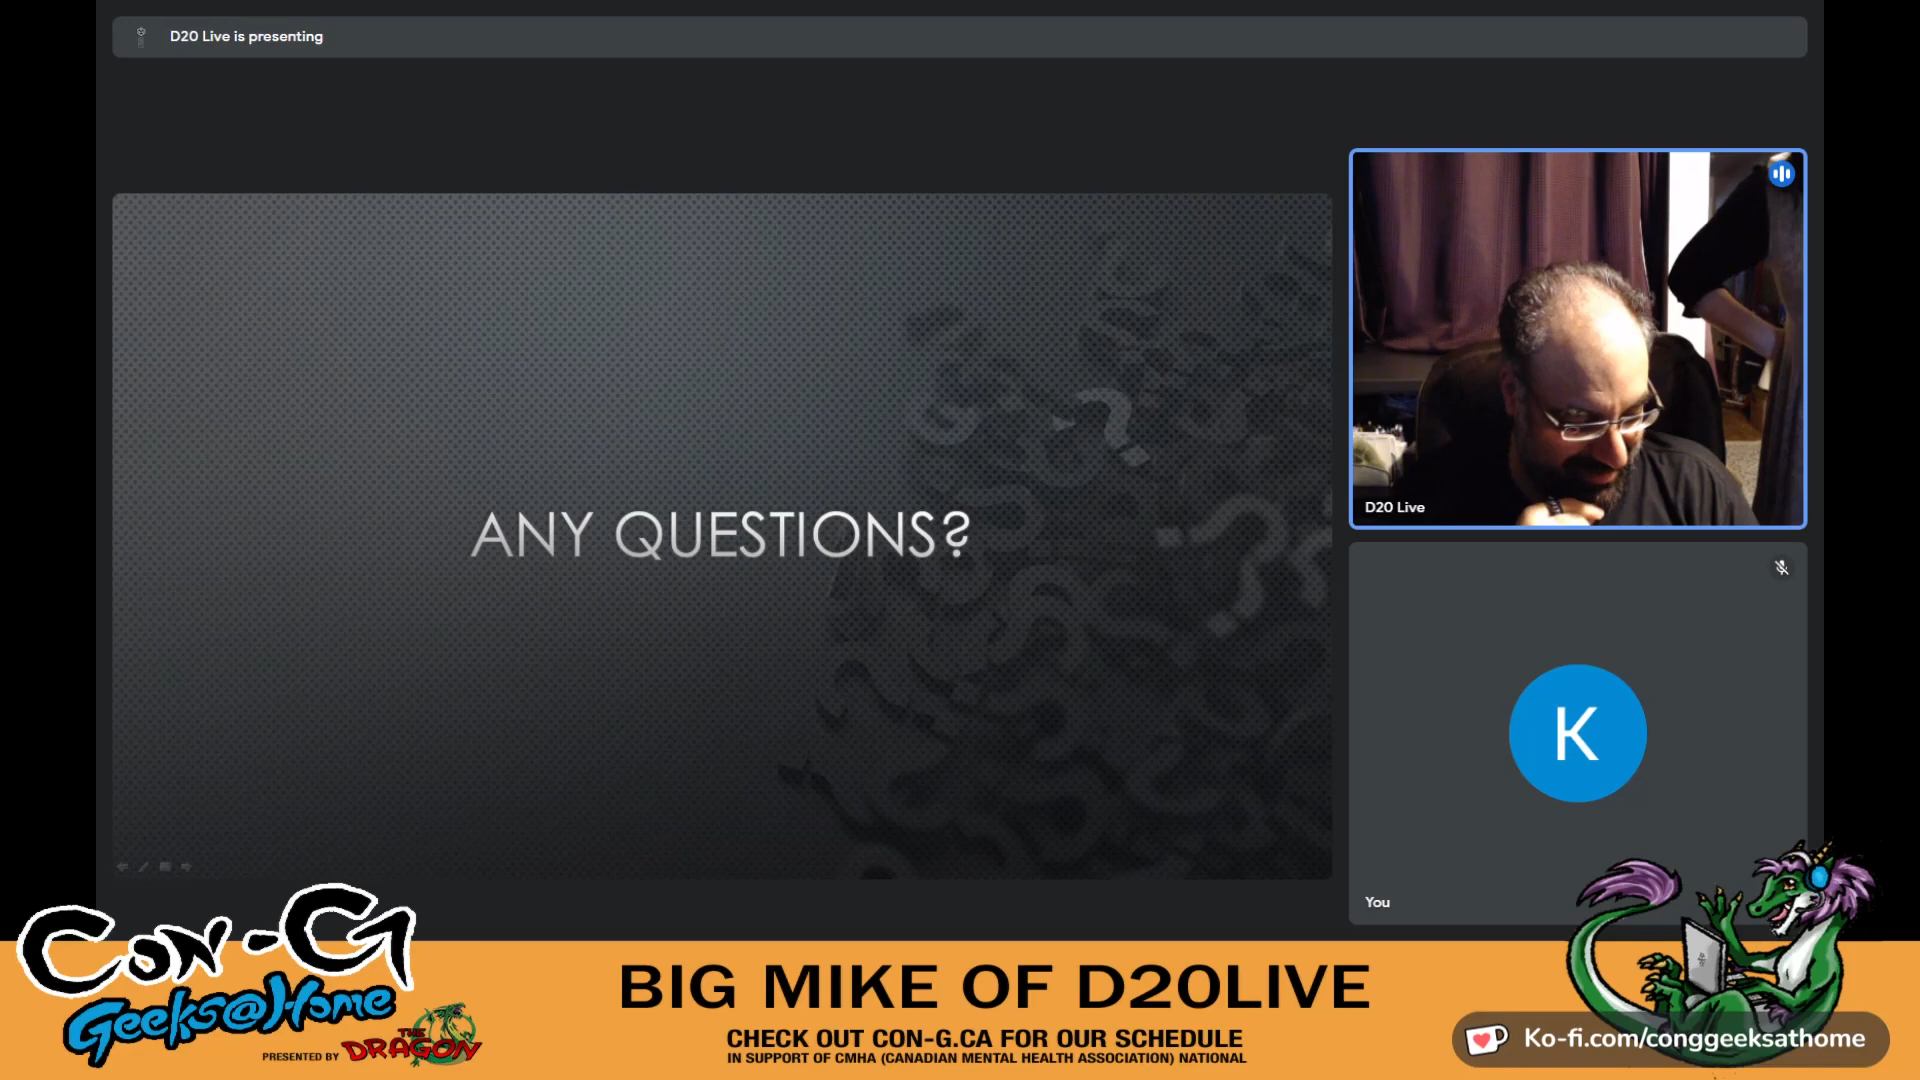 D20 Live is presenting
ANY QUESTIONS?
D20 Live
K
You
CON-G
Geeks@Home
PRESENTED BY THE DRAGON
BIG MIKE OF D20LIVE
CHECK OUT CON-G.CA FOR OUR SCHEDULE
IN SUPPORT OF CMHA (CANADIAN MENTAL HEALTH ASSOCIATION) NATIONAL
Ko-fi.com/conggeeksathome